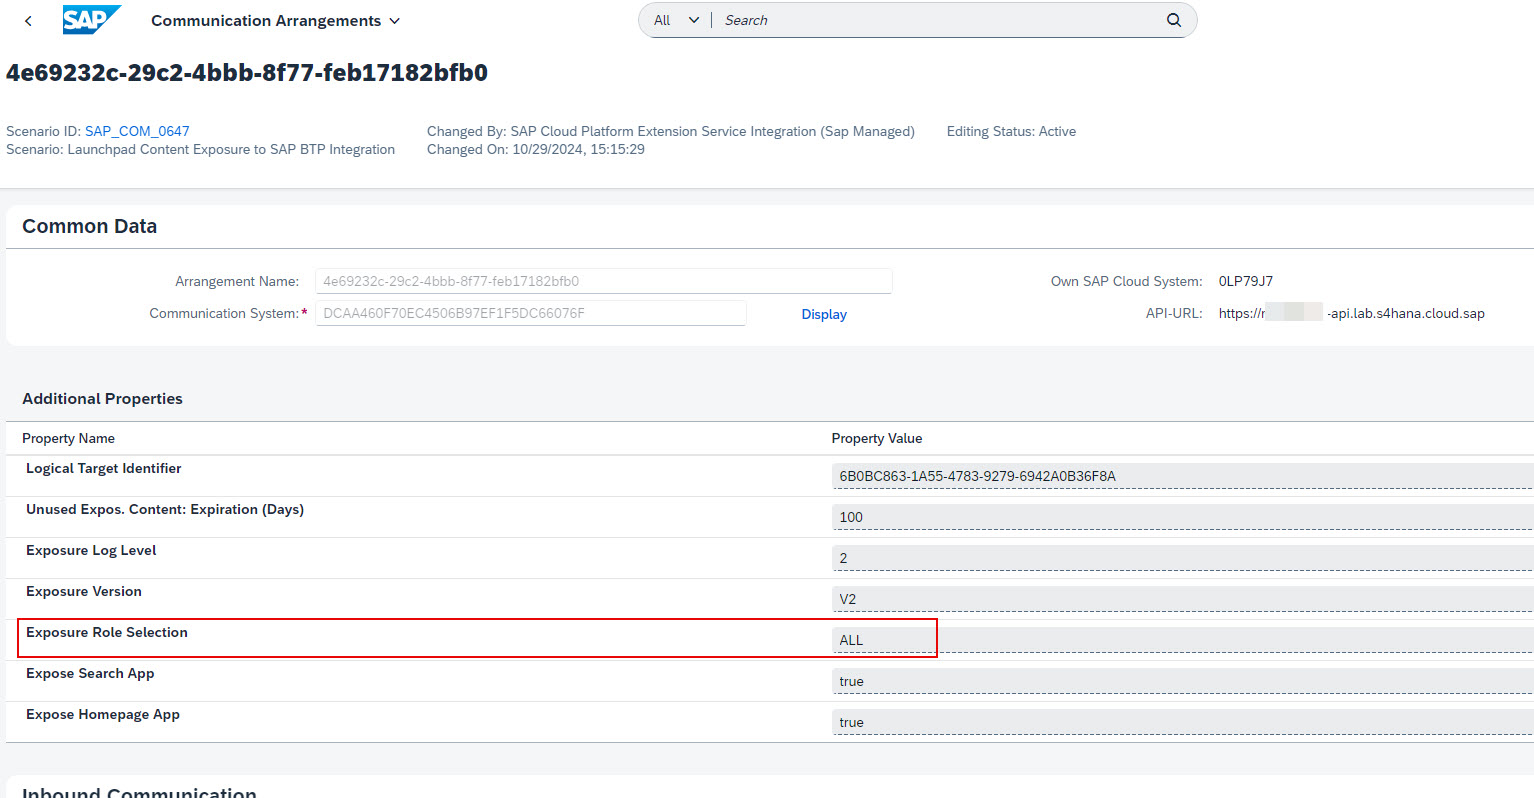 SAP Communication Arrangements All Search
4e69232c-29c2-4bbb-8f77-feb17182bfb0
Scenario ID: SAP_COM_0647 Changed By: SAP Cloud Platform Extension Service Integration (Sap Managed) Editing Status: Active
Scenario: Launchpad Content Exposure to SAP BTP Integration Changed On: 10/29/2024, 15:15:29
Common Data
Arrangement Name: 4e69232c-29c2-4bbb-8f77-feb17182bfb0 Own SAP Cloud System: 0LP79J7
Communication System:* DCAA460F70EC4506B97EF1F5DC66076F Display API-URL: https://r -api.lab.s4hana.cloud.sap
Additional Properties
Property Name Property Value
Logical Target Identifier 6B0BC863-1A55-4783-9279-6942A0B36F8A
Unused Expos. Content: Expiration (Days) 100
Exposure Log Level 2
Exposure Version V2
Exposure Role Selection ALL
Expose Search App true
Expose Homepage App true
Inbound Communication